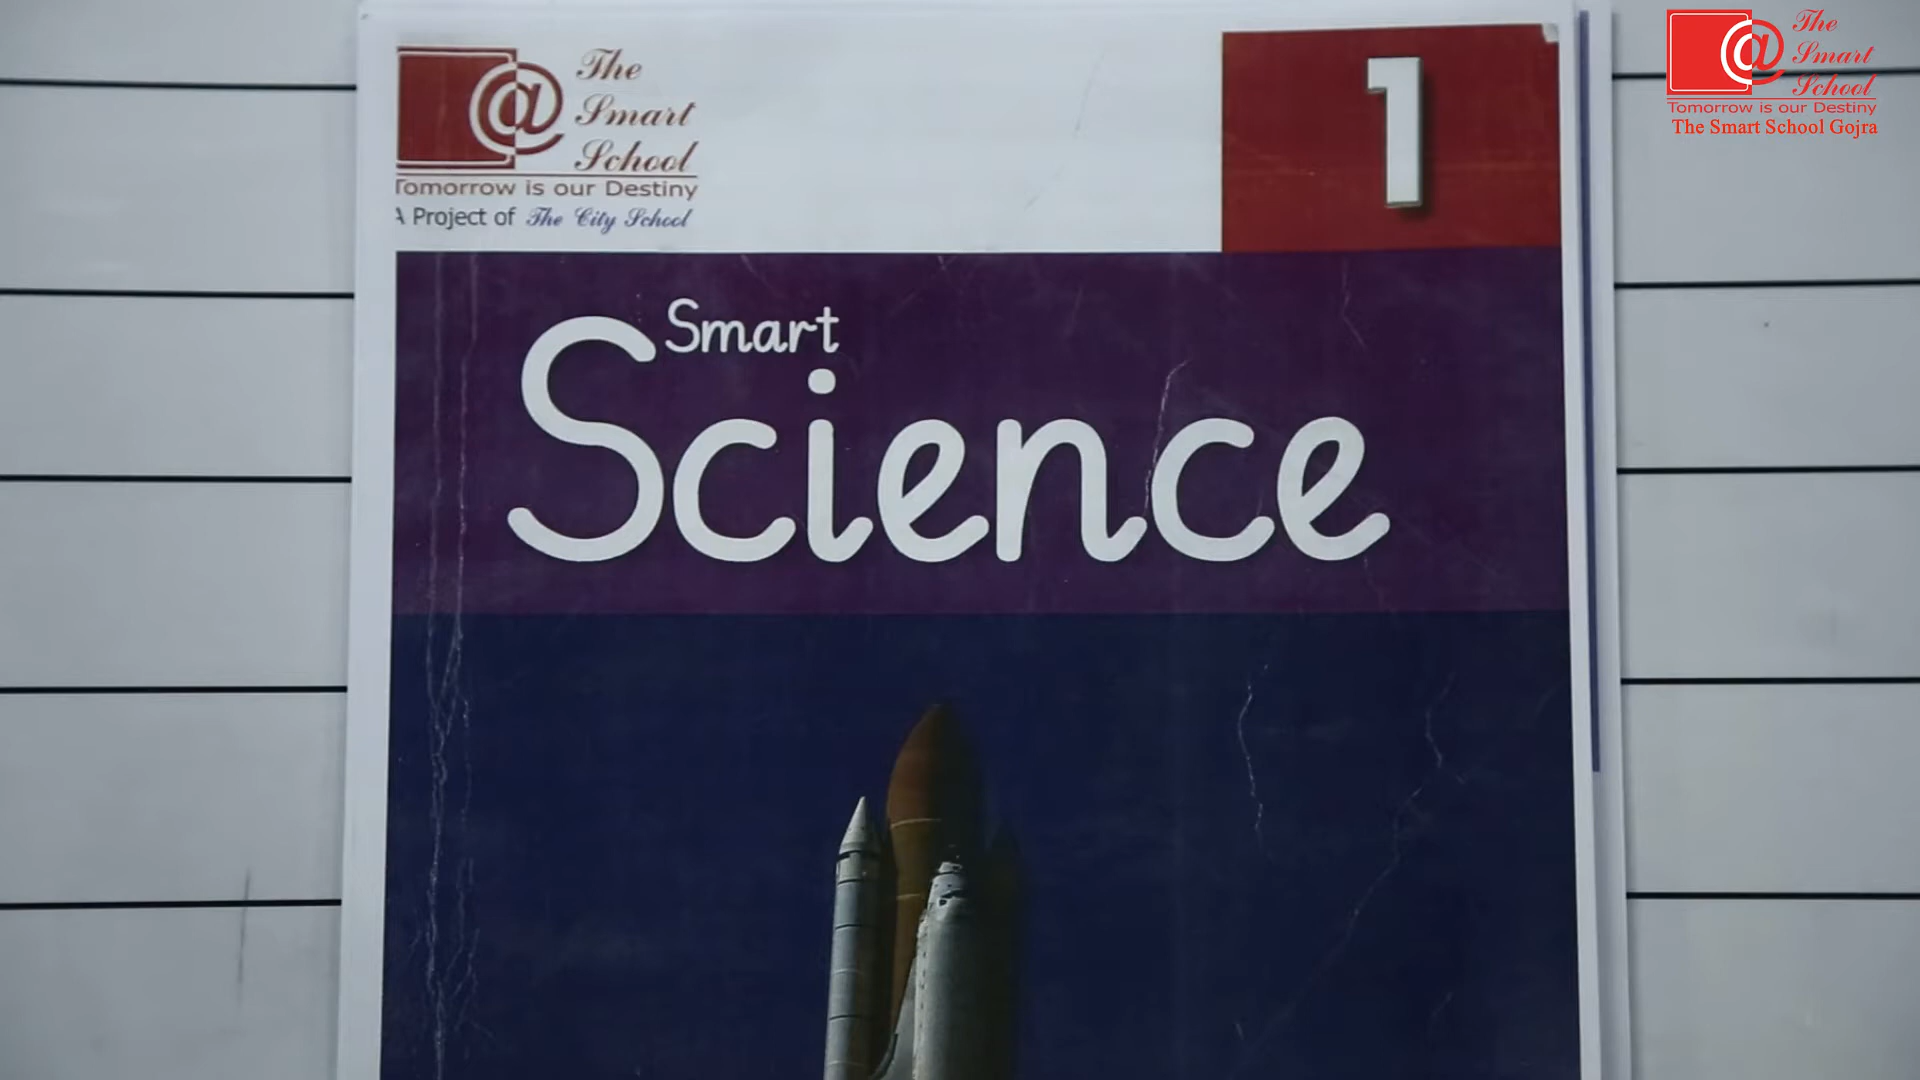 The
Smart
School
Tomorrow is our Destiny
A Project of The City School
1
Smart
Science
The
Smart
School
Tomorrow is our Destiny
The Smart School Gojra